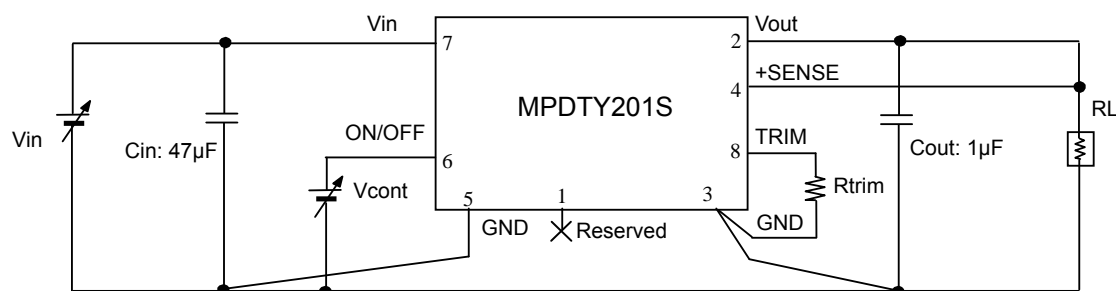 Vin
Vout
7
2
+SENSE
4
MPDTY201S
RL
Vin
Cin: 47µF
ON/OFF
TRIM
Cout: 1µF
6
8
Vcont
Rtrim
5
1
3
GND
GND
Reserved